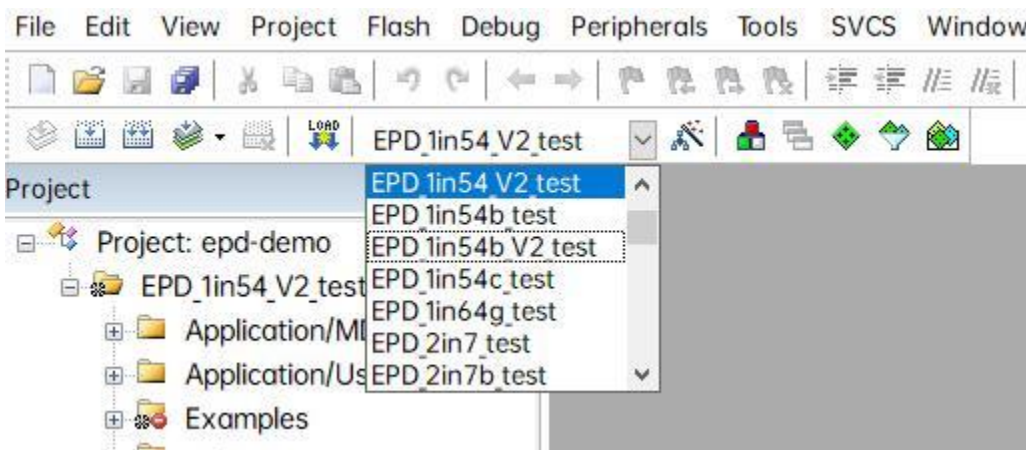 File Edit View Project Flash Debug Peripherals Tools SVCS Window
LOAD EPD_1in54_V2_test
Project
EPD_1in54_V2_test
EPD_1in54b_test
Project: epd-demo
EPD_1in54b_V2_test
EPD_1in54_V2_test
EPD_1in54c_test
EPD_1in64g_test
Application/MD
EPD_2in7_test
Application/Us
EPD_2in7b_test
Examples